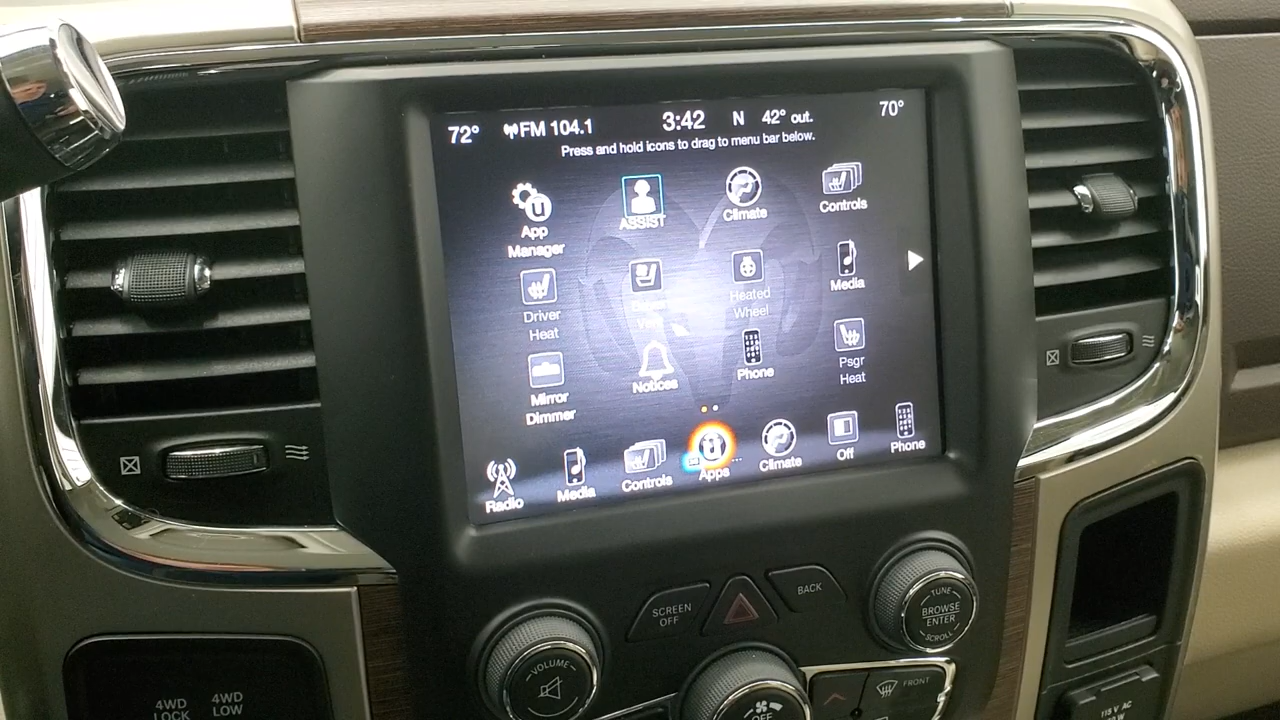 72° FM 104.1 3:42 N 42° out. 70°
Press and hold icons to drag to menu bar below.
App
Manager
ASSIST
Climate
Controls
Driver
Heat
Heated
Wheel
Media
Mirror
Dimmer
Notices
Phone
Psgr
Heat
Radio
Media
Controls
Apps
Climate
Off
Phone
SCREEN
OFF
BACK
TUNE
BROWSE
ENTER
SCROLL
VOLUME
4WD
LOCK
4WD
LOW
OFF
FRONT
115 V AC